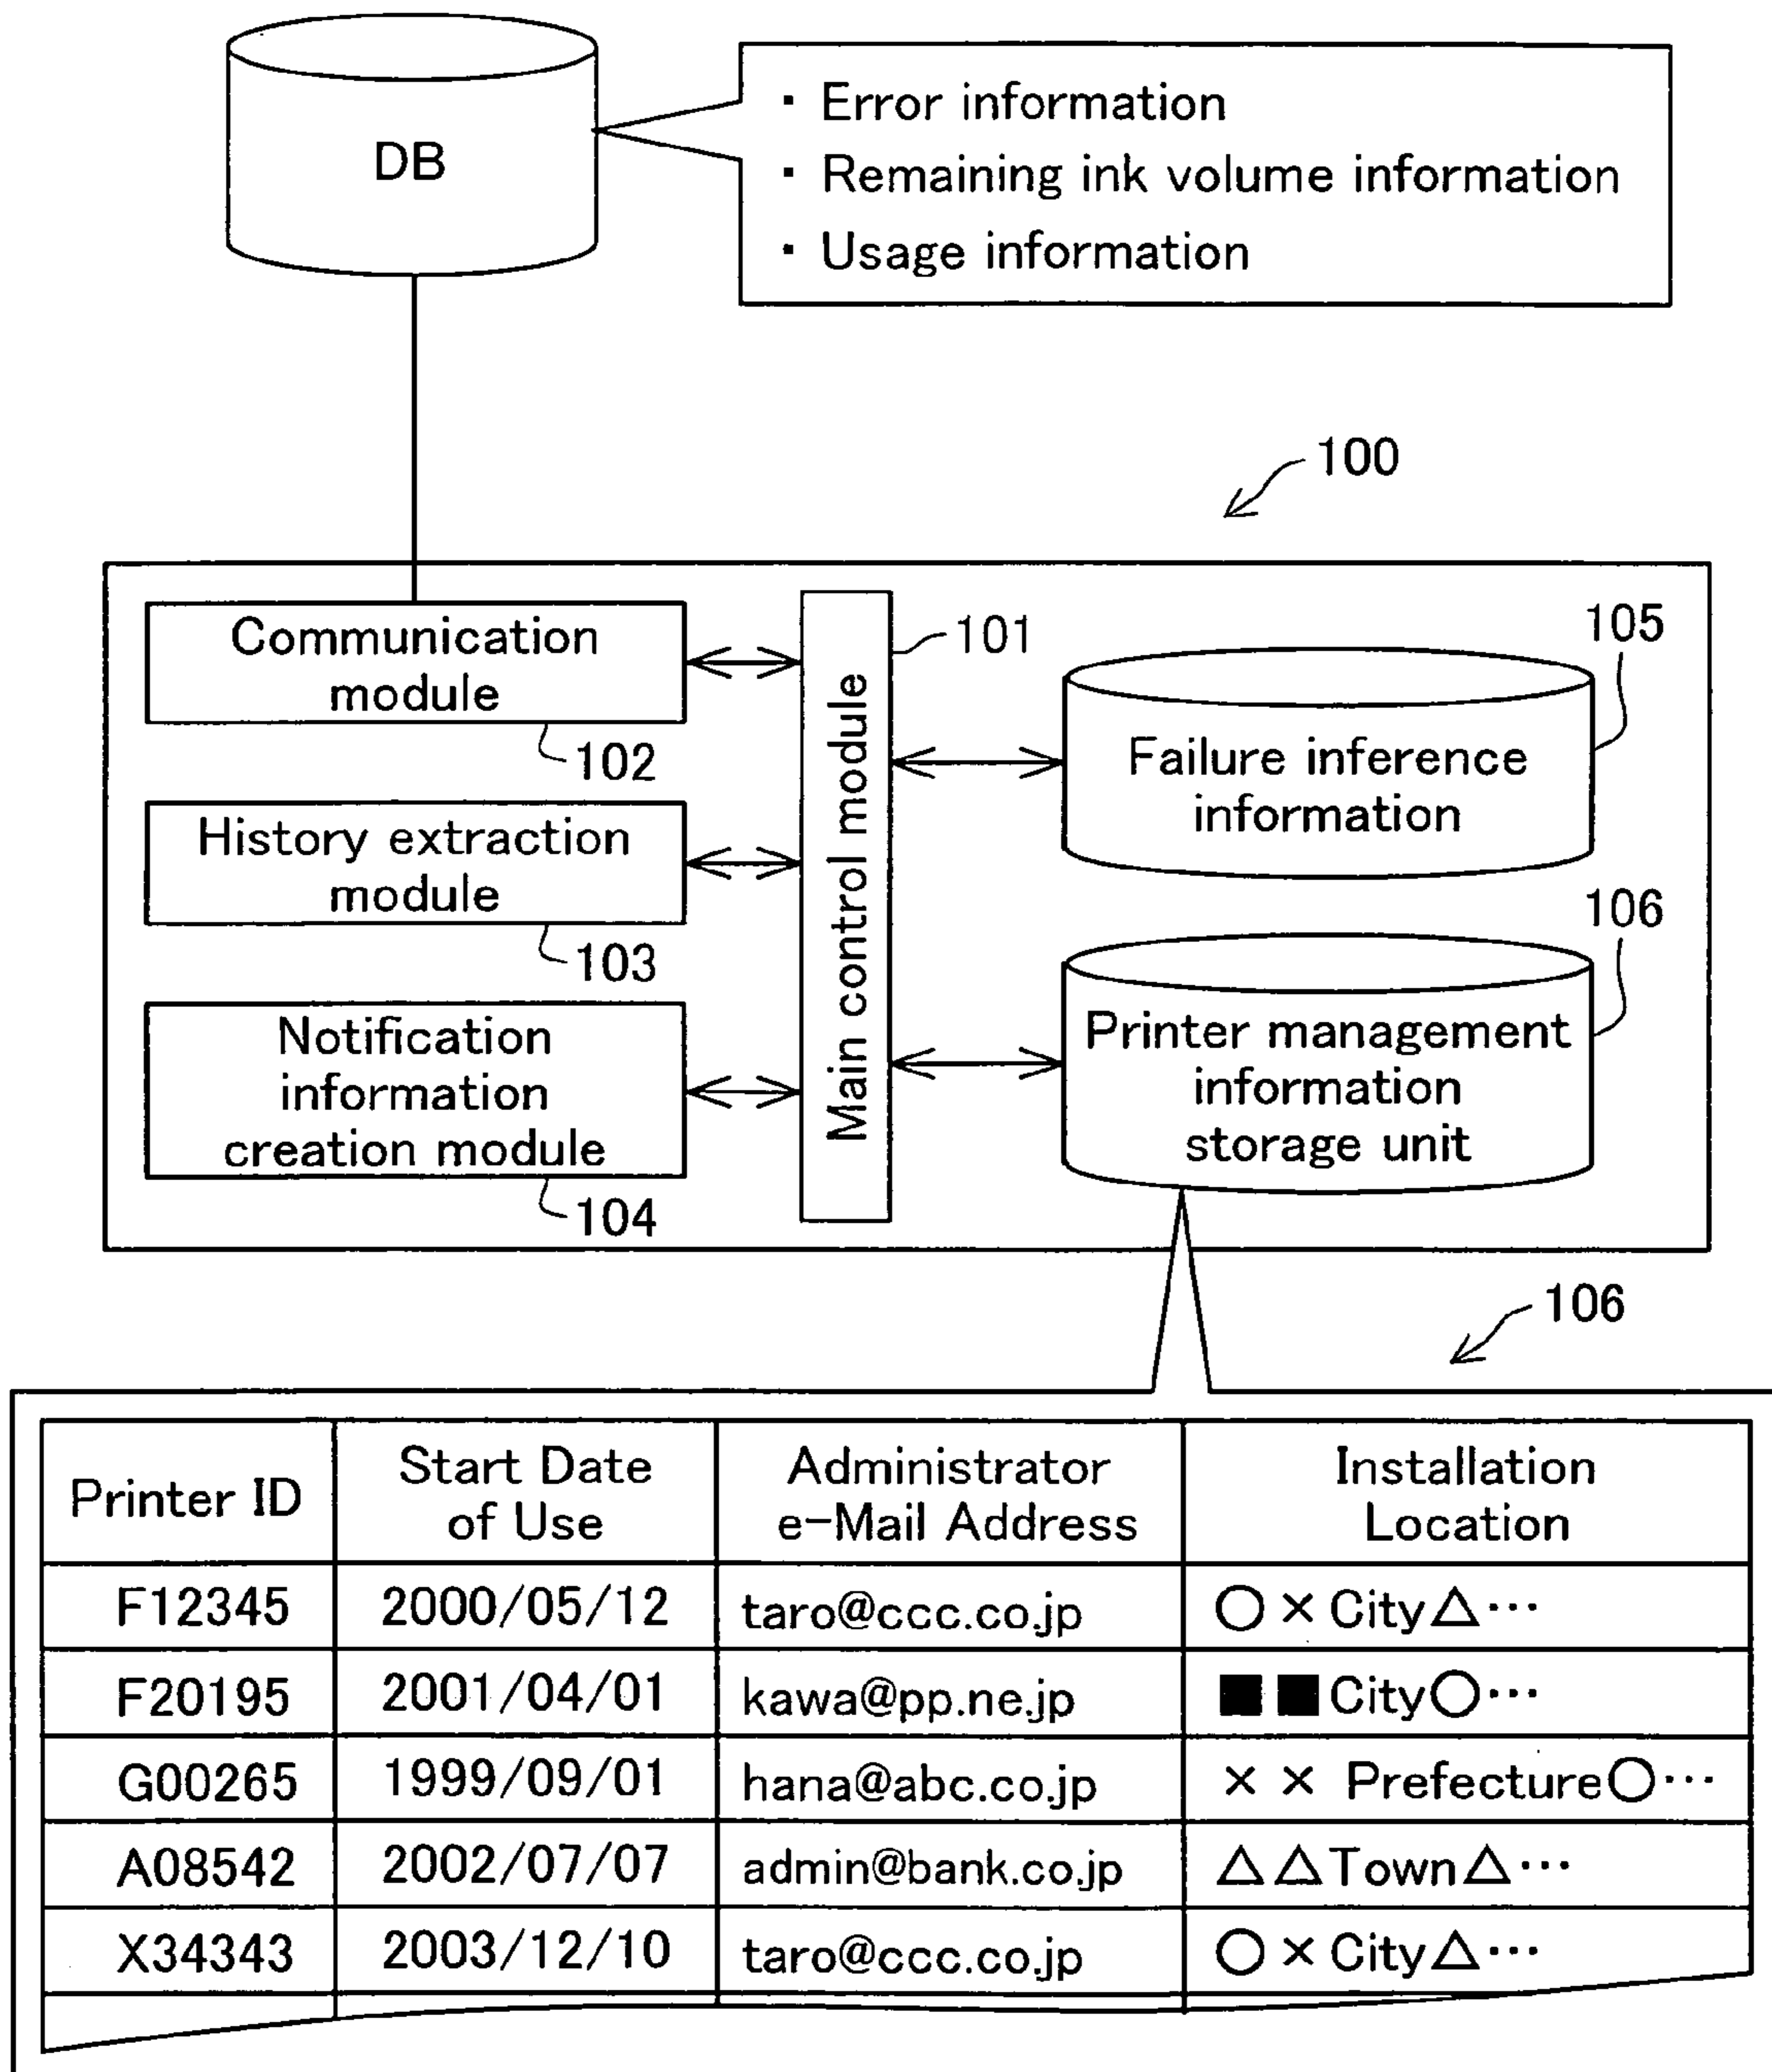 DB
・ Error information
・ Remaining ink volume information
・ Usage information
100
Communication
module
102
History extraction
module
103
Notification
information
creation module
104
Main control module
101
Failure inference
information
105
Printer management
information
storage unit
106
106
Printer ID
Start Date
of Use
Administrator
e-Mail Address
Installation
Location
F12345 2000/05/12 taro@ccc.co.jp ○×City△…
F20195 2001/04/01 kawa@pp.ne.jp ■■City○…
G00265 1999/09/01 hana@abc.co.jp ×× Prefecture○…
A08542 2002/07/07 admin@bank.co.jp △△Town△…
X34343 2003/12/10 taro@ccc.co.jp ○×City△…